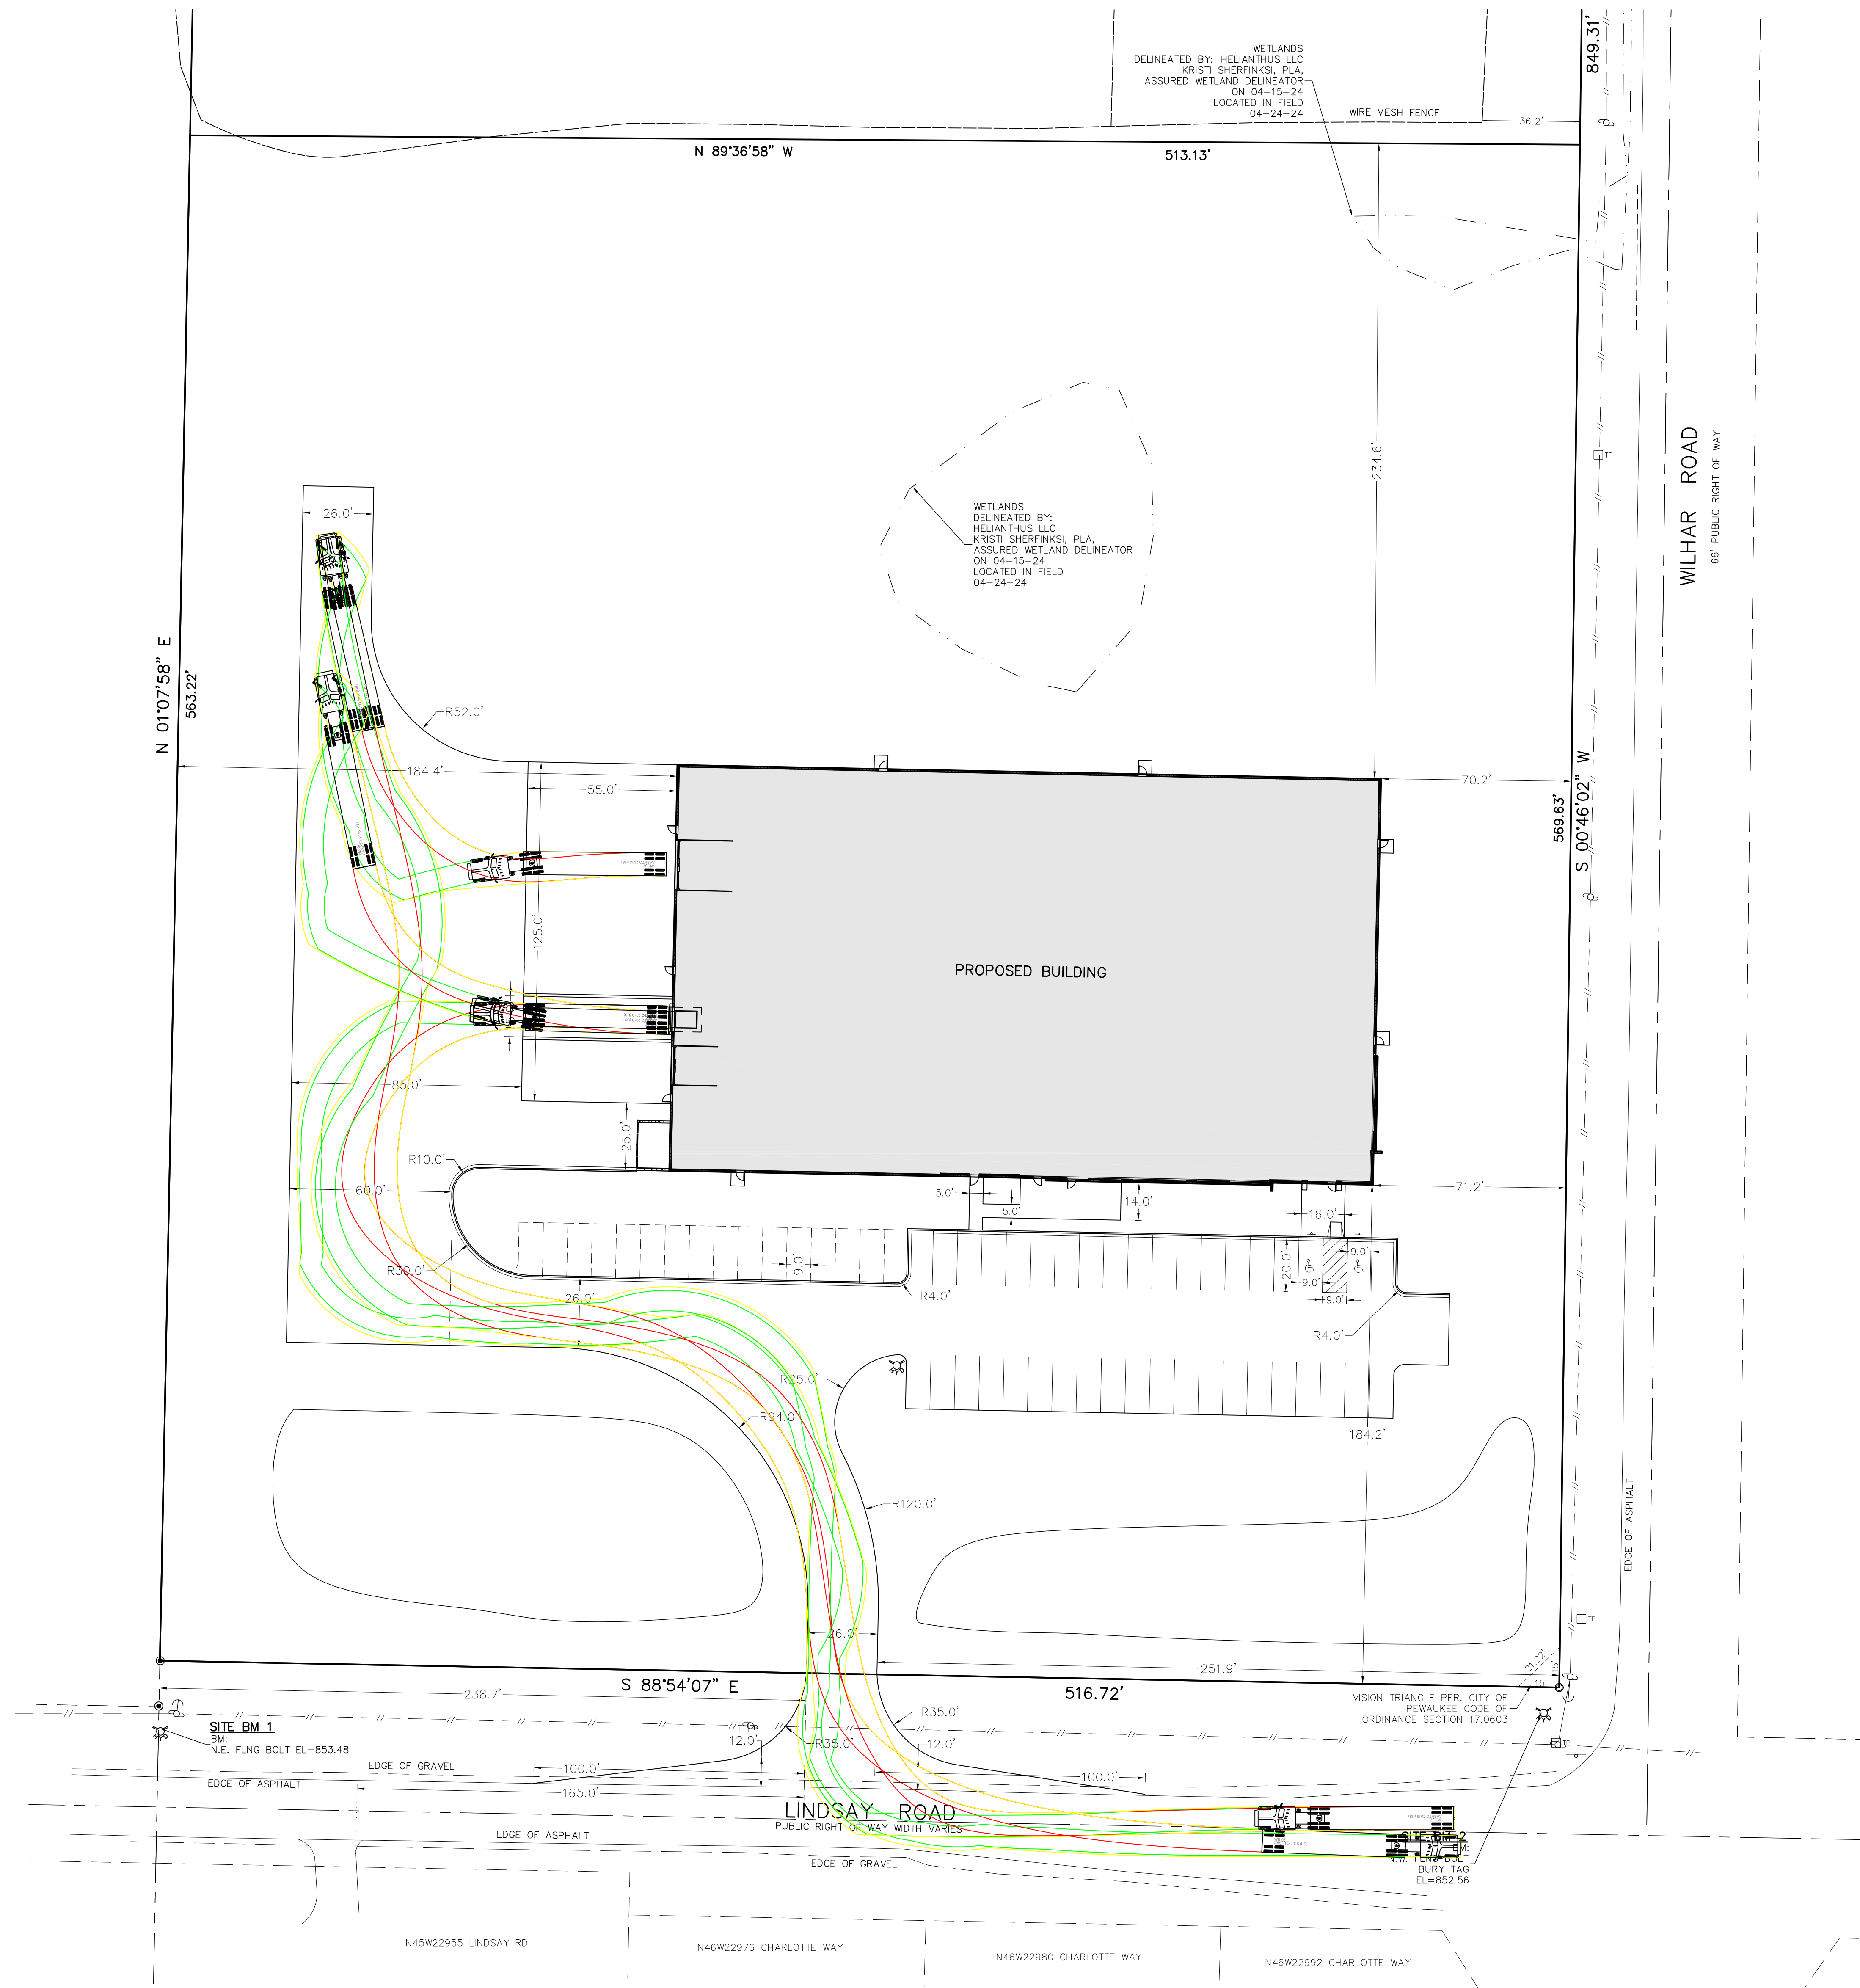 849.31'
WETLANDS
DELINEATED BY: HELIANTHUS LLC
KRISTI SHERFINKSI, PLA,
ASSURED WETLAND DELINEATOR
ON 04-15-24
LOCATED IN FIELD
04-24-24
WIRE MESH FENCE
36.2'
N 89°36'58" W
513.13'
WILHAR ROAD
66' PUBLIC RIGHT OF WAY
TP
234.6'
26.0'
WETLANDS
DELINEATED BY:
HELIANTHUS LLC
KRISTI SHERFINKSI, PLA,
ASSURED WETLAND DELINEATOR
ON 04-15-24
LOCATED IN FIELD
04-24-24
N 01°07'58" E
563.22'
R52.0'
184.4'
55.0'
70.2'
S 00°46'02" W
569.63'
125.0'
PROPOSED BUILDING
85.0'
25.0'
R10.0'
60.0'
5.0'
5.0'
14.0'
16.0'
71.2'
R30.0'
26.0'
9.0'
R4.0'
20.0'
9.0'
9.0'
9.0'
R4.0'
R25.0'
R94.0'
184.2'
R120.0'
EDGE OF ASPHALT
TP
26.0'
251.9'
21.22'
15'
15'
S 88°54'07" E
516.72'
238.7'
VISION TRIANGLE PER. CITY OF
PEWAUKEE CODE OF
ORDINANCE SECTION 17.0603
SITE BM 1
BM:
N.E. FLNG BOLT EL=853.48
R35.0'
R35.0'
12.0'
12.0'
TP
EDGE OF GRAVEL
100.0'
100.0'
EDGE OF ASPHALT
165.0'
LINDSAY ROAD
PUBLIC RIGHT OF WAY WIDTH VARIES
EDGE OF ASPHALT
EDGE OF GRAVEL
SITE BM 2
BM:
N.W. FLNG BOLT
BURY TAG
EL=852.56
N45W22955 LINDSAY RD
N46W22976 CHARLOTTE WAY
N46W22980 CHARLOTTE WAY
N46W22992 CHARLOTTE WAY